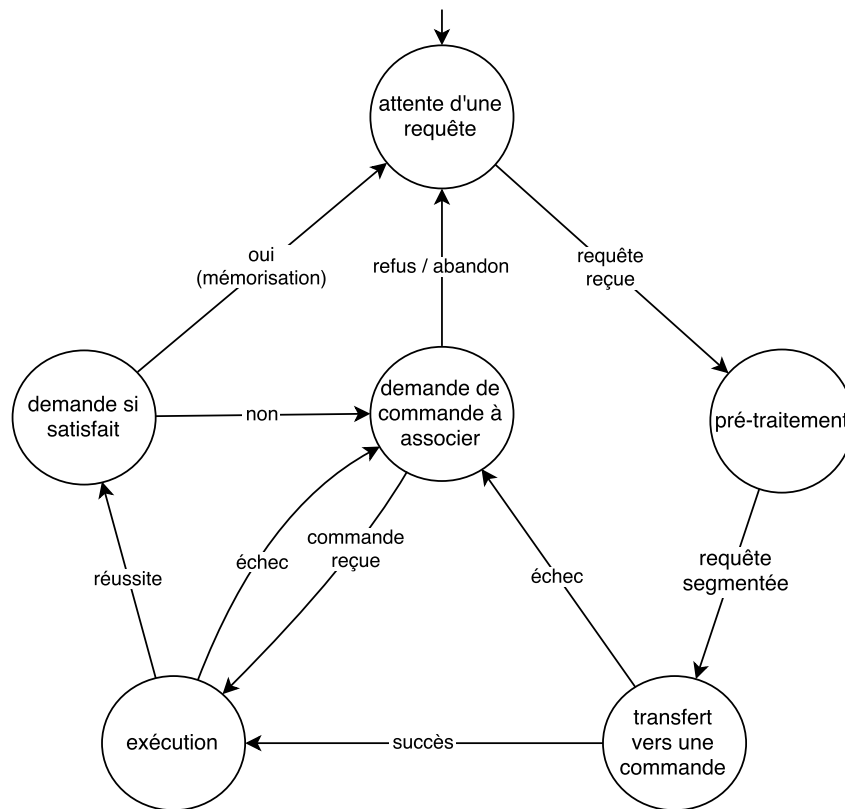 attente d'une
requête
oui
(mémorisation)
refus / abandon
requête
reçue
demande si
satisfait
non
demande de
commande à
associer
pré-traitement
échec
commande
reçue
réussite
échec
requête
segmentée
exécution
succès
transfert
vers une
commande